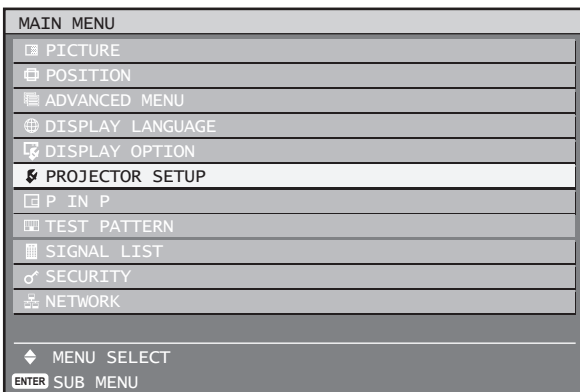 MAIN MENU
PICTURE
POSITION
ADVANCED MENU
DISPLAY LANGUAGE
DISPLAY OPTION
PROJECTOR SETUP
P IN P
TEST PATTERN
SIGNAL LIST
SECURITY
NETWORK
MENU SELECT
ENTER SUB MENU